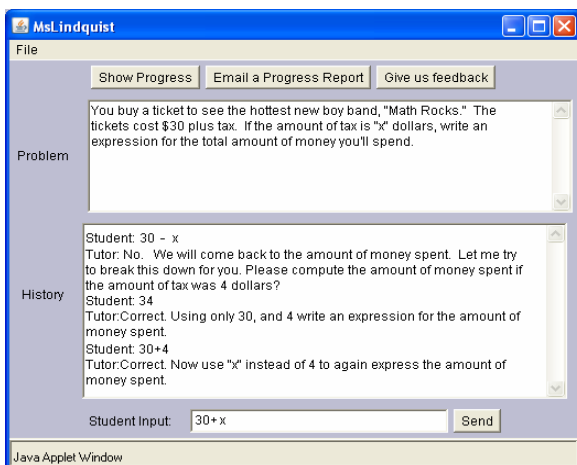 MsLindquist
File
Show Progress Email a Progress Report Give us feedback
Problem
You buy a ticket to see the hottest new boy band, "Math Rocks." The
tickets cost $30 plus tax. If the amount of tax is "x" dollars, write an
expression for the total amount of money you'll spend.
History
Student: 30 - x
Tutor: No. We will come back to the amount of money spent. Let me try
to break this down for you. Please compute the amount of money spent if
the amount of tax was 4 dollars?
Student: 34
Tutor:Correct. Using only 30, and 4 write an expression for the amount of
money spent.
Student: 30+4
Tutor:Correct. Now use "x" instead of 4 to again express the amount of
money spent.
Student Input: 30+x Send
Java Applet Window